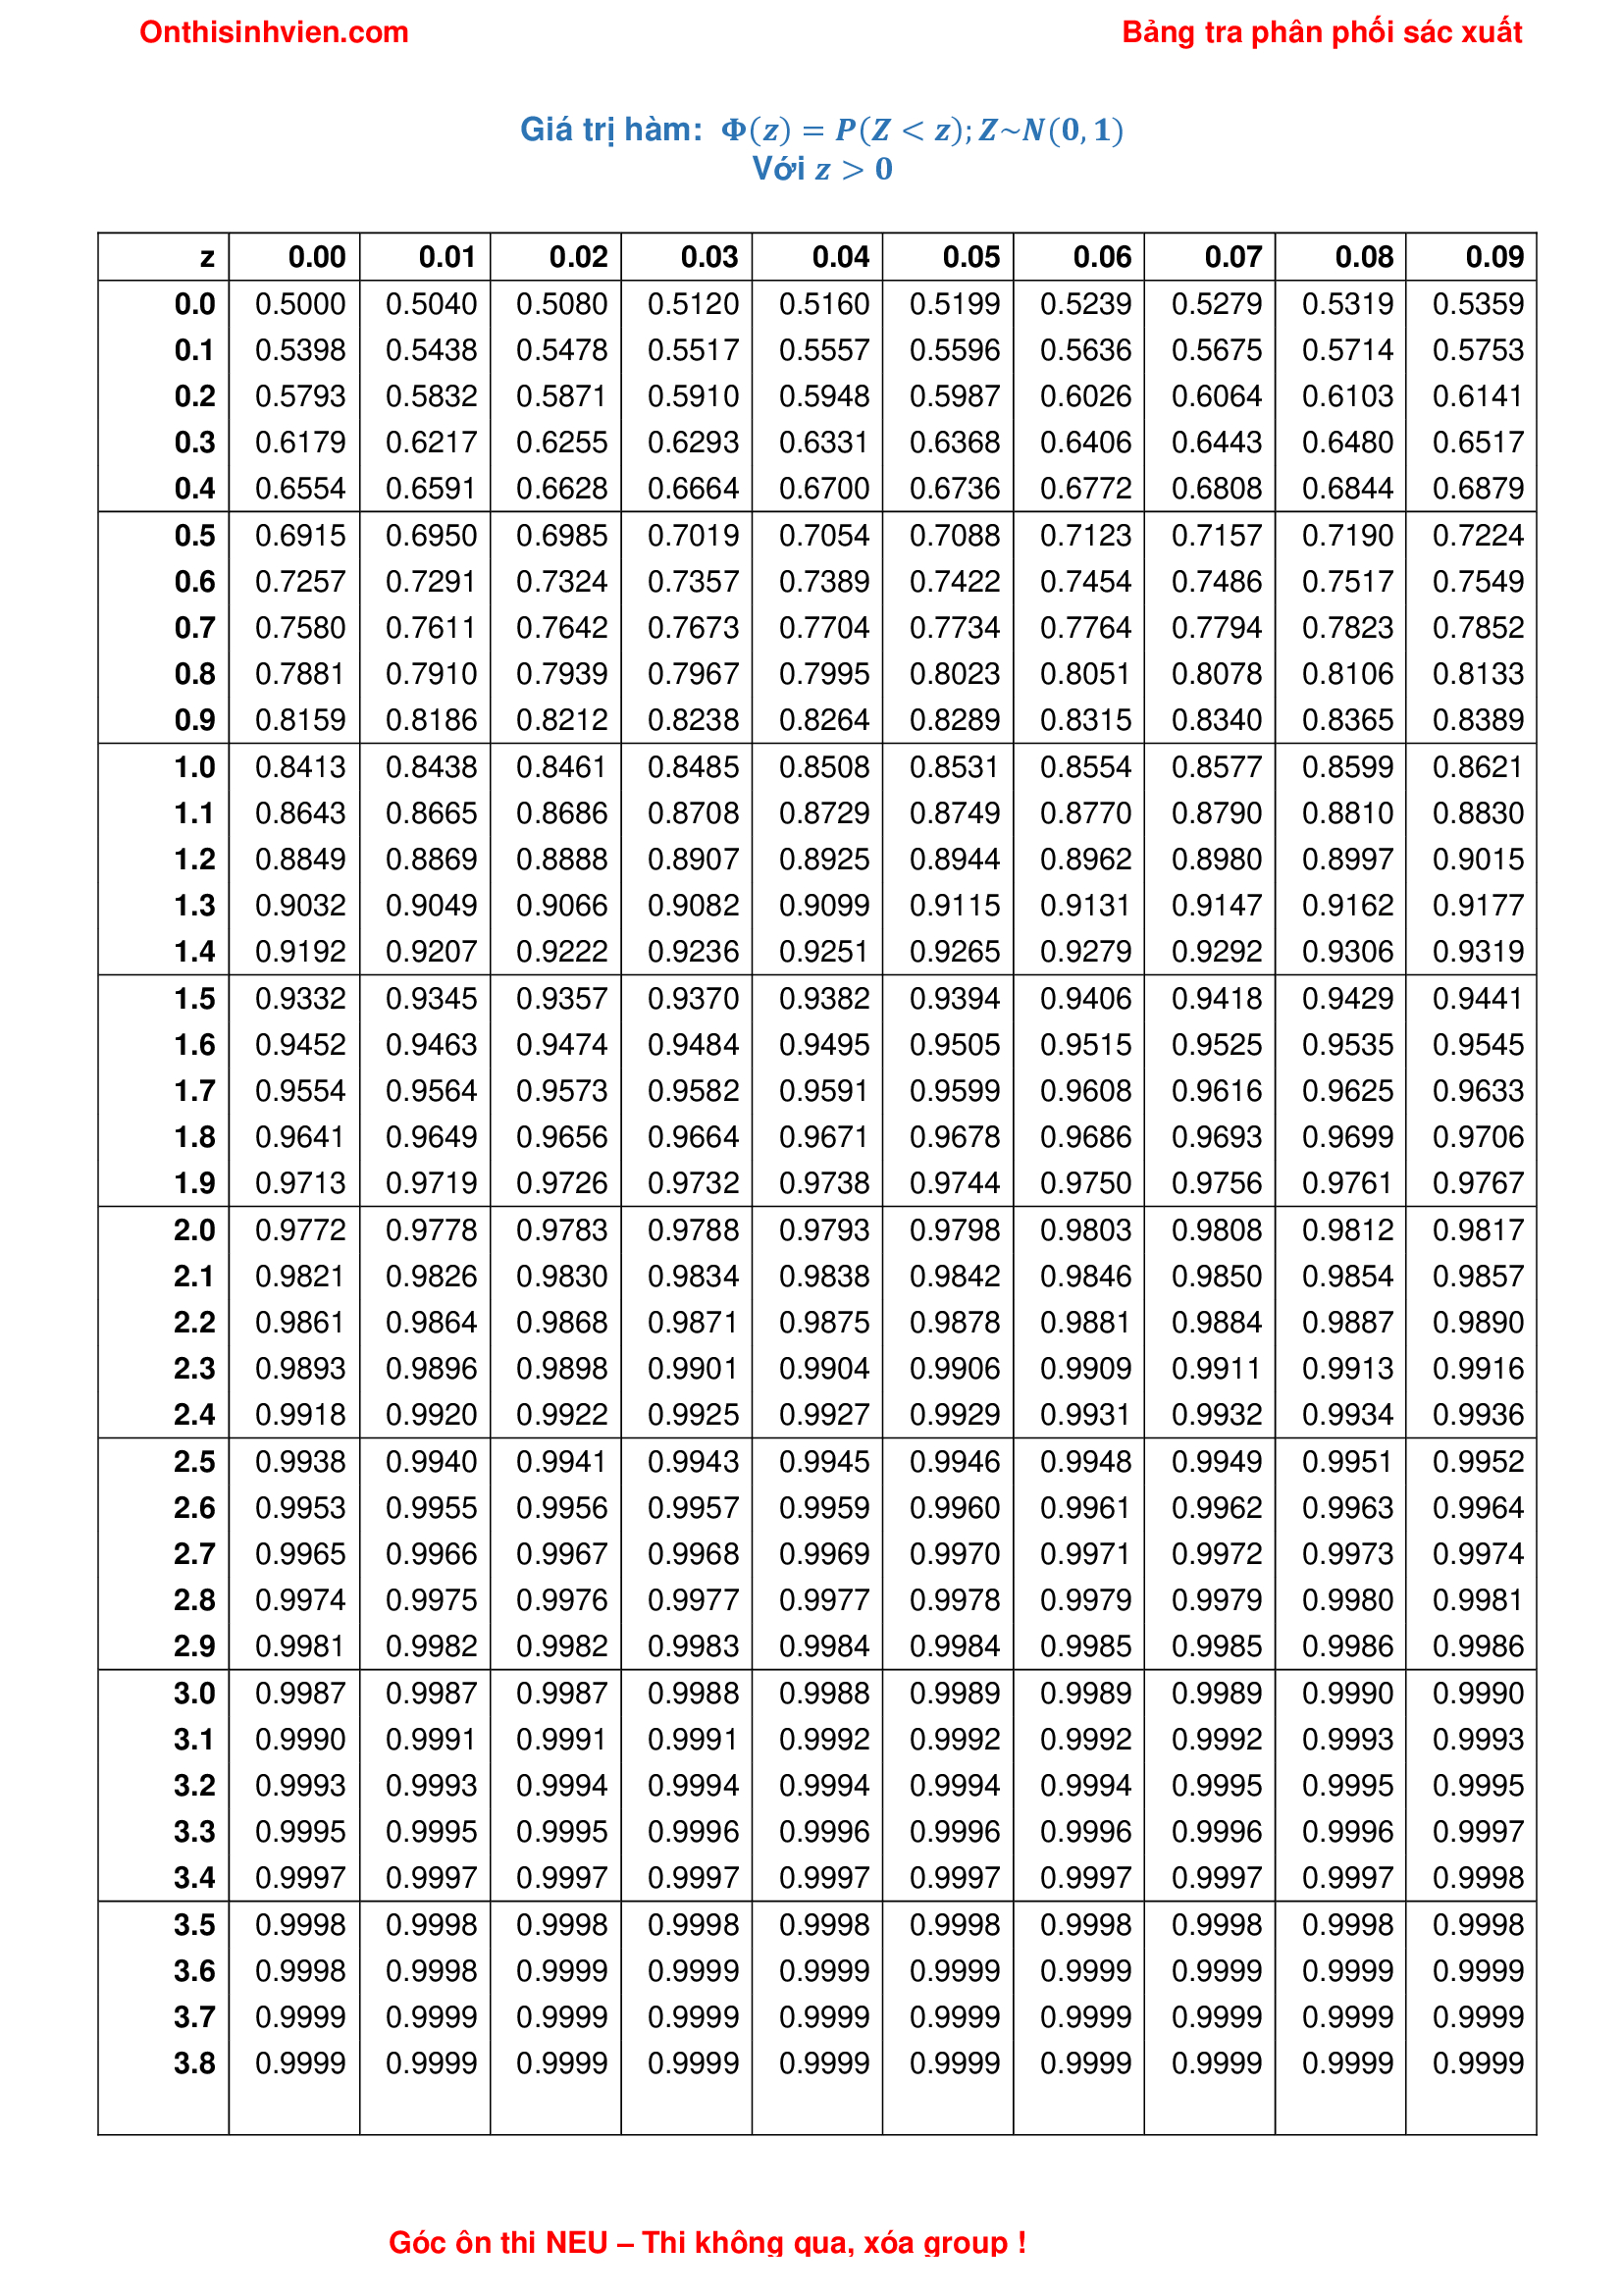 Onthisinhvien.com Bảng tra phân phối sác xuất
Giá trị hàm: Φ(z) = P(Z < z); Z~N(0, 1)
Với z > 0
z 0.00 0.01 0.02 0.03 0.04 0.05 0.06 0.07 0.08 0.09
0.0 0.5000 0.5040 0.5080 0.5120 0.5160 0.5199 0.5239 0.5279 0.5319 0.5359
0.1 0.5398 0.5438 0.5478 0.5517 0.5557 0.5596 0.5636 0.5675 0.5714 0.5753
0.2 0.5793 0.5832 0.5871 0.5910 0.5948 0.5987 0.6026 0.6064 0.6103 0.6141
0.3 0.6179 0.6217 0.6255 0.6293 0.6331 0.6368 0.6406 0.6443 0.6480 0.6517
0.4 0.6554 0.6591 0.6628 0.6664 0.6700 0.6736 0.6772 0.6808 0.6844 0.6879
0.5 0.6915 0.6950 0.6985 0.7019 0.7054 0.7088 0.7123 0.7157 0.7190 0.7224
0.6 0.7257 0.7291 0.7324 0.7357 0.7389 0.7422 0.7454 0.7486 0.7517 0.7549
0.7 0.7580 0.7611 0.7642 0.7673 0.7704 0.7734 0.7764 0.7794 0.7823 0.7852
0.8 0.7881 0.7910 0.7939 0.7967 0.7995 0.8023 0.8051 0.8078 0.8106 0.8133
0.9 0.8159 0.8186 0.8212 0.8238 0.8264 0.8289 0.8315 0.8340 0.8365 0.8389
1.0 0.8413 0.8438 0.8461 0.8485 0.8508 0.8531 0.8554 0.8577 0.8599 0.8621
1.1 0.8643 0.8665 0.8686 0.8708 0.8729 0.8749 0.8770 0.8790 0.8810 0.8830
1.2 0.8849 0.8869 0.8888 0.8907 0.8925 0.8944 0.8962 0.8980 0.8997 0.9015
1.3 0.9032 0.9049 0.9066 0.9082 0.9099 0.9115 0.9131 0.9147 0.9162 0.9177
1.4 0.9192 0.9207 0.9222 0.9236 0.9251 0.9265 0.9279 0.9292 0.9306 0.9319
1.5 0.9332 0.9345 0.9357 0.9370 0.9382 0.9394 0.9406 0.9418 0.9429 0.9441
1.6 0.9452 0.9463 0.9474 0.9484 0.9495 0.9505 0.9515 0.9525 0.9535 0.9545
1.7 0.9554 0.9564 0.9573 0.9582 0.9591 0.9599 0.9608 0.9616 0.9625 0.9633
1.8 0.9641 0.9649 0.9656 0.9664 0.9671 0.9678 0.9686 0.9693 0.9699 0.9706
1.9 0.9713 0.9719 0.9726 0.9732 0.9738 0.9744 0.9750 0.9756 0.9761 0.9767
2.0 0.9772 0.9778 0.9783 0.9788 0.9793 0.9798 0.9803 0.9808 0.9812 0.9817
2.1 0.9821 0.9826 0.9830 0.9834 0.9838 0.9842 0.9846 0.9850 0.9854 0.9857
2.2 0.9861 0.9864 0.9868 0.9871 0.9875 0.9878 0.9881 0.9884 0.9887 0.9890
2.3 0.9893 0.9896 0.9898 0.9901 0.9904 0.9906 0.9909 0.9911 0.9913 0.9916
2.4 0.9918 0.9920 0.9922 0.9925 0.9927 0.9929 0.9931 0.9932 0.9934 0.9936
2.5 0.9938 0.9940 0.9941 0.9943 0.9945 0.9946 0.9948 0.9949 0.9951 0.9952
2.6 0.9953 0.9955 0.9956 0.9957 0.9959 0.9960 0.9961 0.9962 0.9963 0.9964
2.7 0.9965 0.9966 0.9967 0.9968 0.9969 0.9970 0.9971 0.9972 0.9973 0.9974
2.8 0.9974 0.9975 0.9976 0.9977 0.9977 0.9978 0.9979 0.9979 0.9980 0.9981
2.9 0.9981 0.9982 0.9982 0.9983 0.9984 0.9984 0.9985 0.9985 0.9986 0.9986
3.0 0.9987 0.9987 0.9987 0.9988 0.9988 0.9989 0.9989 0.9989 0.9990 0.9990
3.1 0.9990 0.9991 0.9991 0.9991 0.9992 0.9992 0.9992 0.9992 0.9993 0.9993
3.2 0.9993 0.9993 0.9994 0.9994 0.9994 0.9994 0.9994 0.9995 0.9995 0.9995
3.3 0.9995 0.9995 0.9995 0.9996 0.9996 0.9996 0.9996 0.9996 0.9996 0.9997
3.4 0.9997 0.9997 0.9997 0.9997 0.9997 0.9997 0.9997 0.9997 0.9997 0.9998
3.5 0.9998 0.9998 0.9998 0.9998 0.9998 0.9998 0.9998 0.9998 0.9998 0.9998
3.6 0.9998 0.9998 0.9999 0.9999 0.9999 0.9999 0.9999 0.9999 0.9999 0.9999
3.7 0.9999 0.9999 0.9999 0.9999 0.9999 0.9999 0.9999 0.9999 0.9999 0.9999
3.8 0.9999 0.9999 0.9999 0.9999 0.9999 0.9999 0.9999 0.9999 0.9999 0.9999
Góc ôn thi NEU – Thi không qua, xóa group !